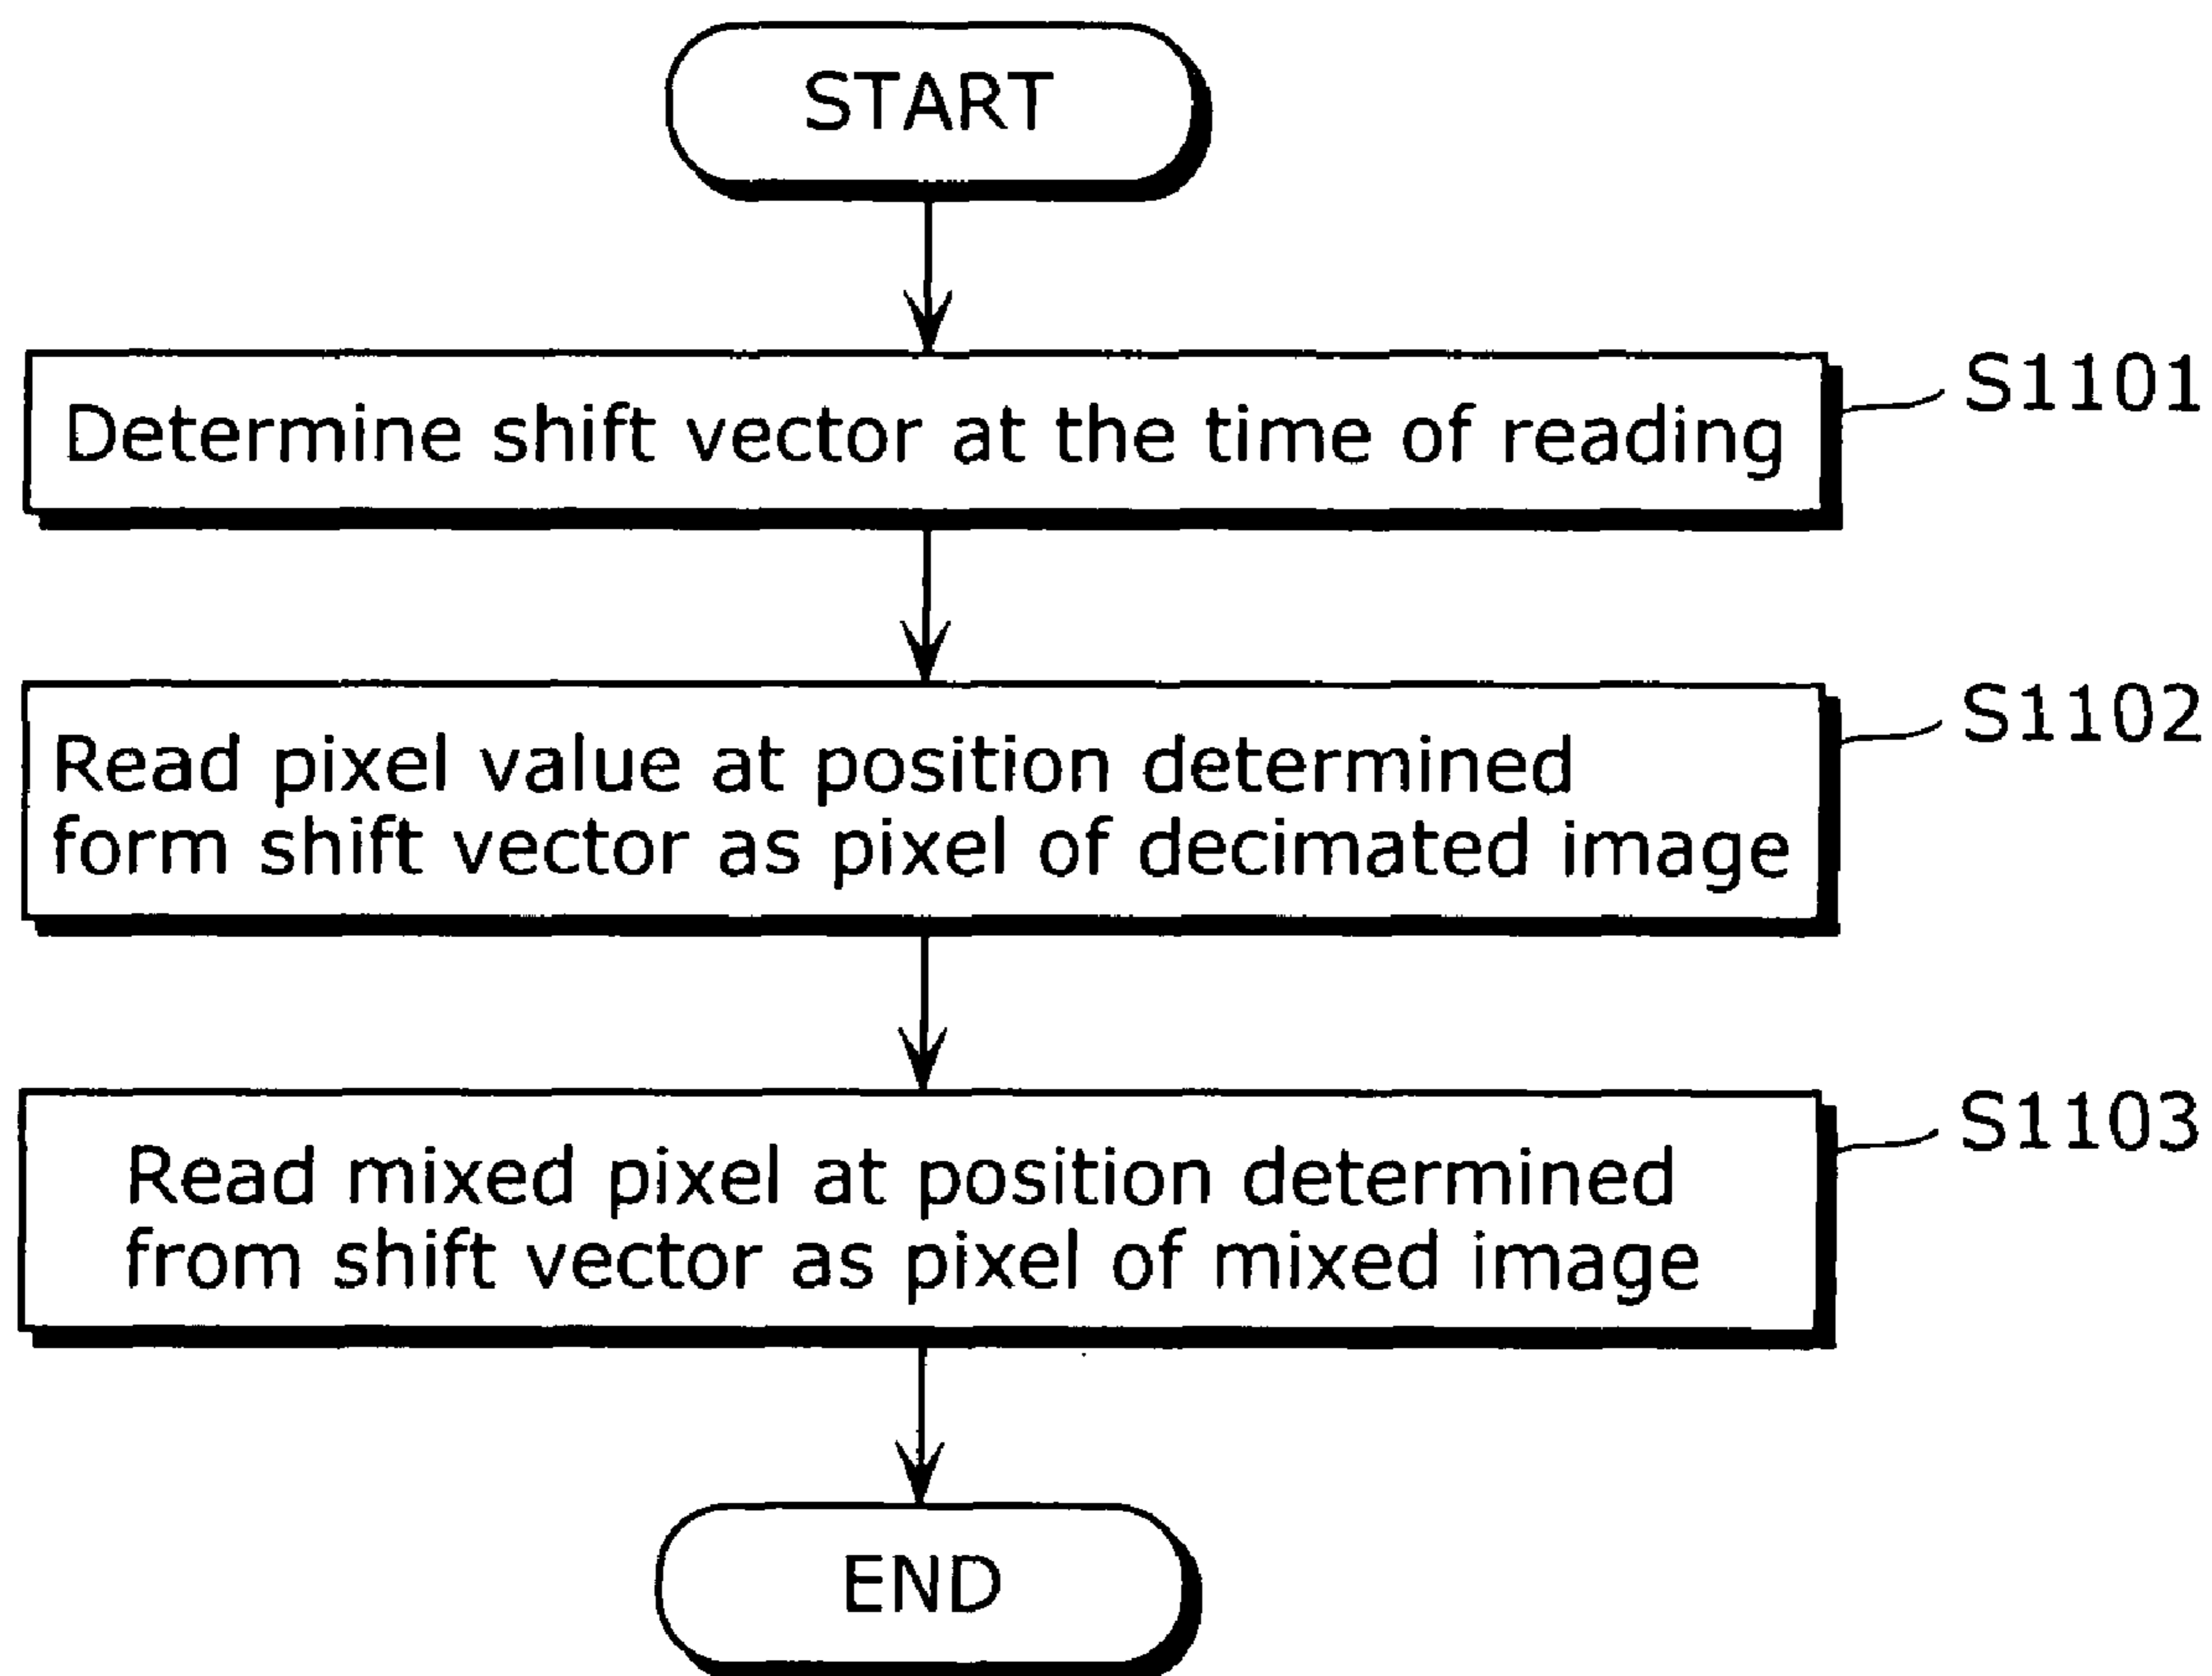 START
Determine shift vector at the time of reading
S1101
Read pixel value at position determined
form shift vector as pixel of decimated image
S1102
Read mixed pixel at position determined
from shift vector as pixel of mixed image
S1103
END